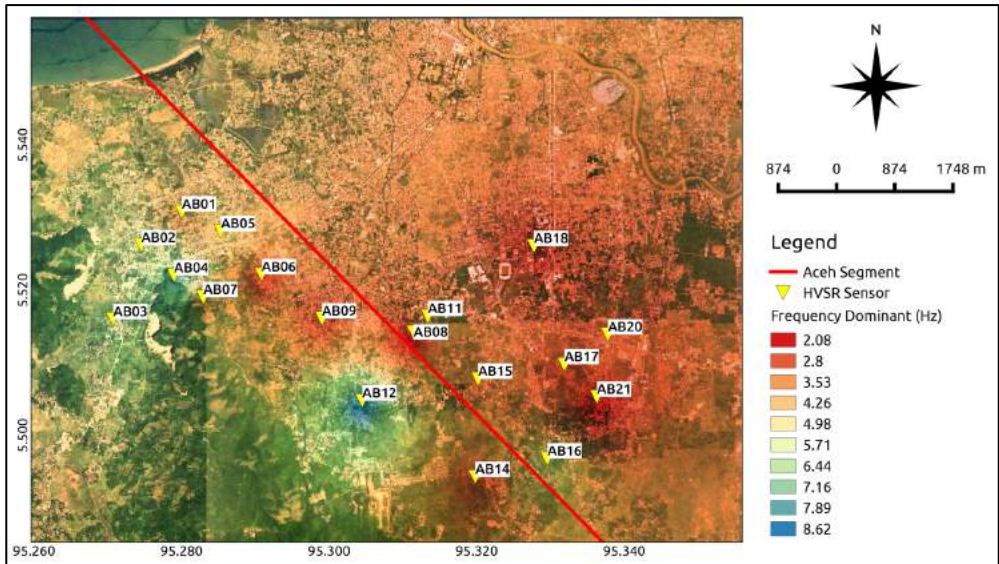 N
874 0 874 1748 m
Legend
Aceh Segment
HVSR Sensor
Frequency Dominant (Hz)
2.08
2.8
3.53
4.26
4.98
5.71
6.44
7.16
7.89
8.62
5.540
5.520
5.500
AB01
AB05
AB02
AB18
AB04
AB06
AB07
AB03
AB09
AB11
AB08
AB20
AB17
AB15
AB12
AB21
AB16
AB14
95.260 95.280 95.300 95.320 95.340